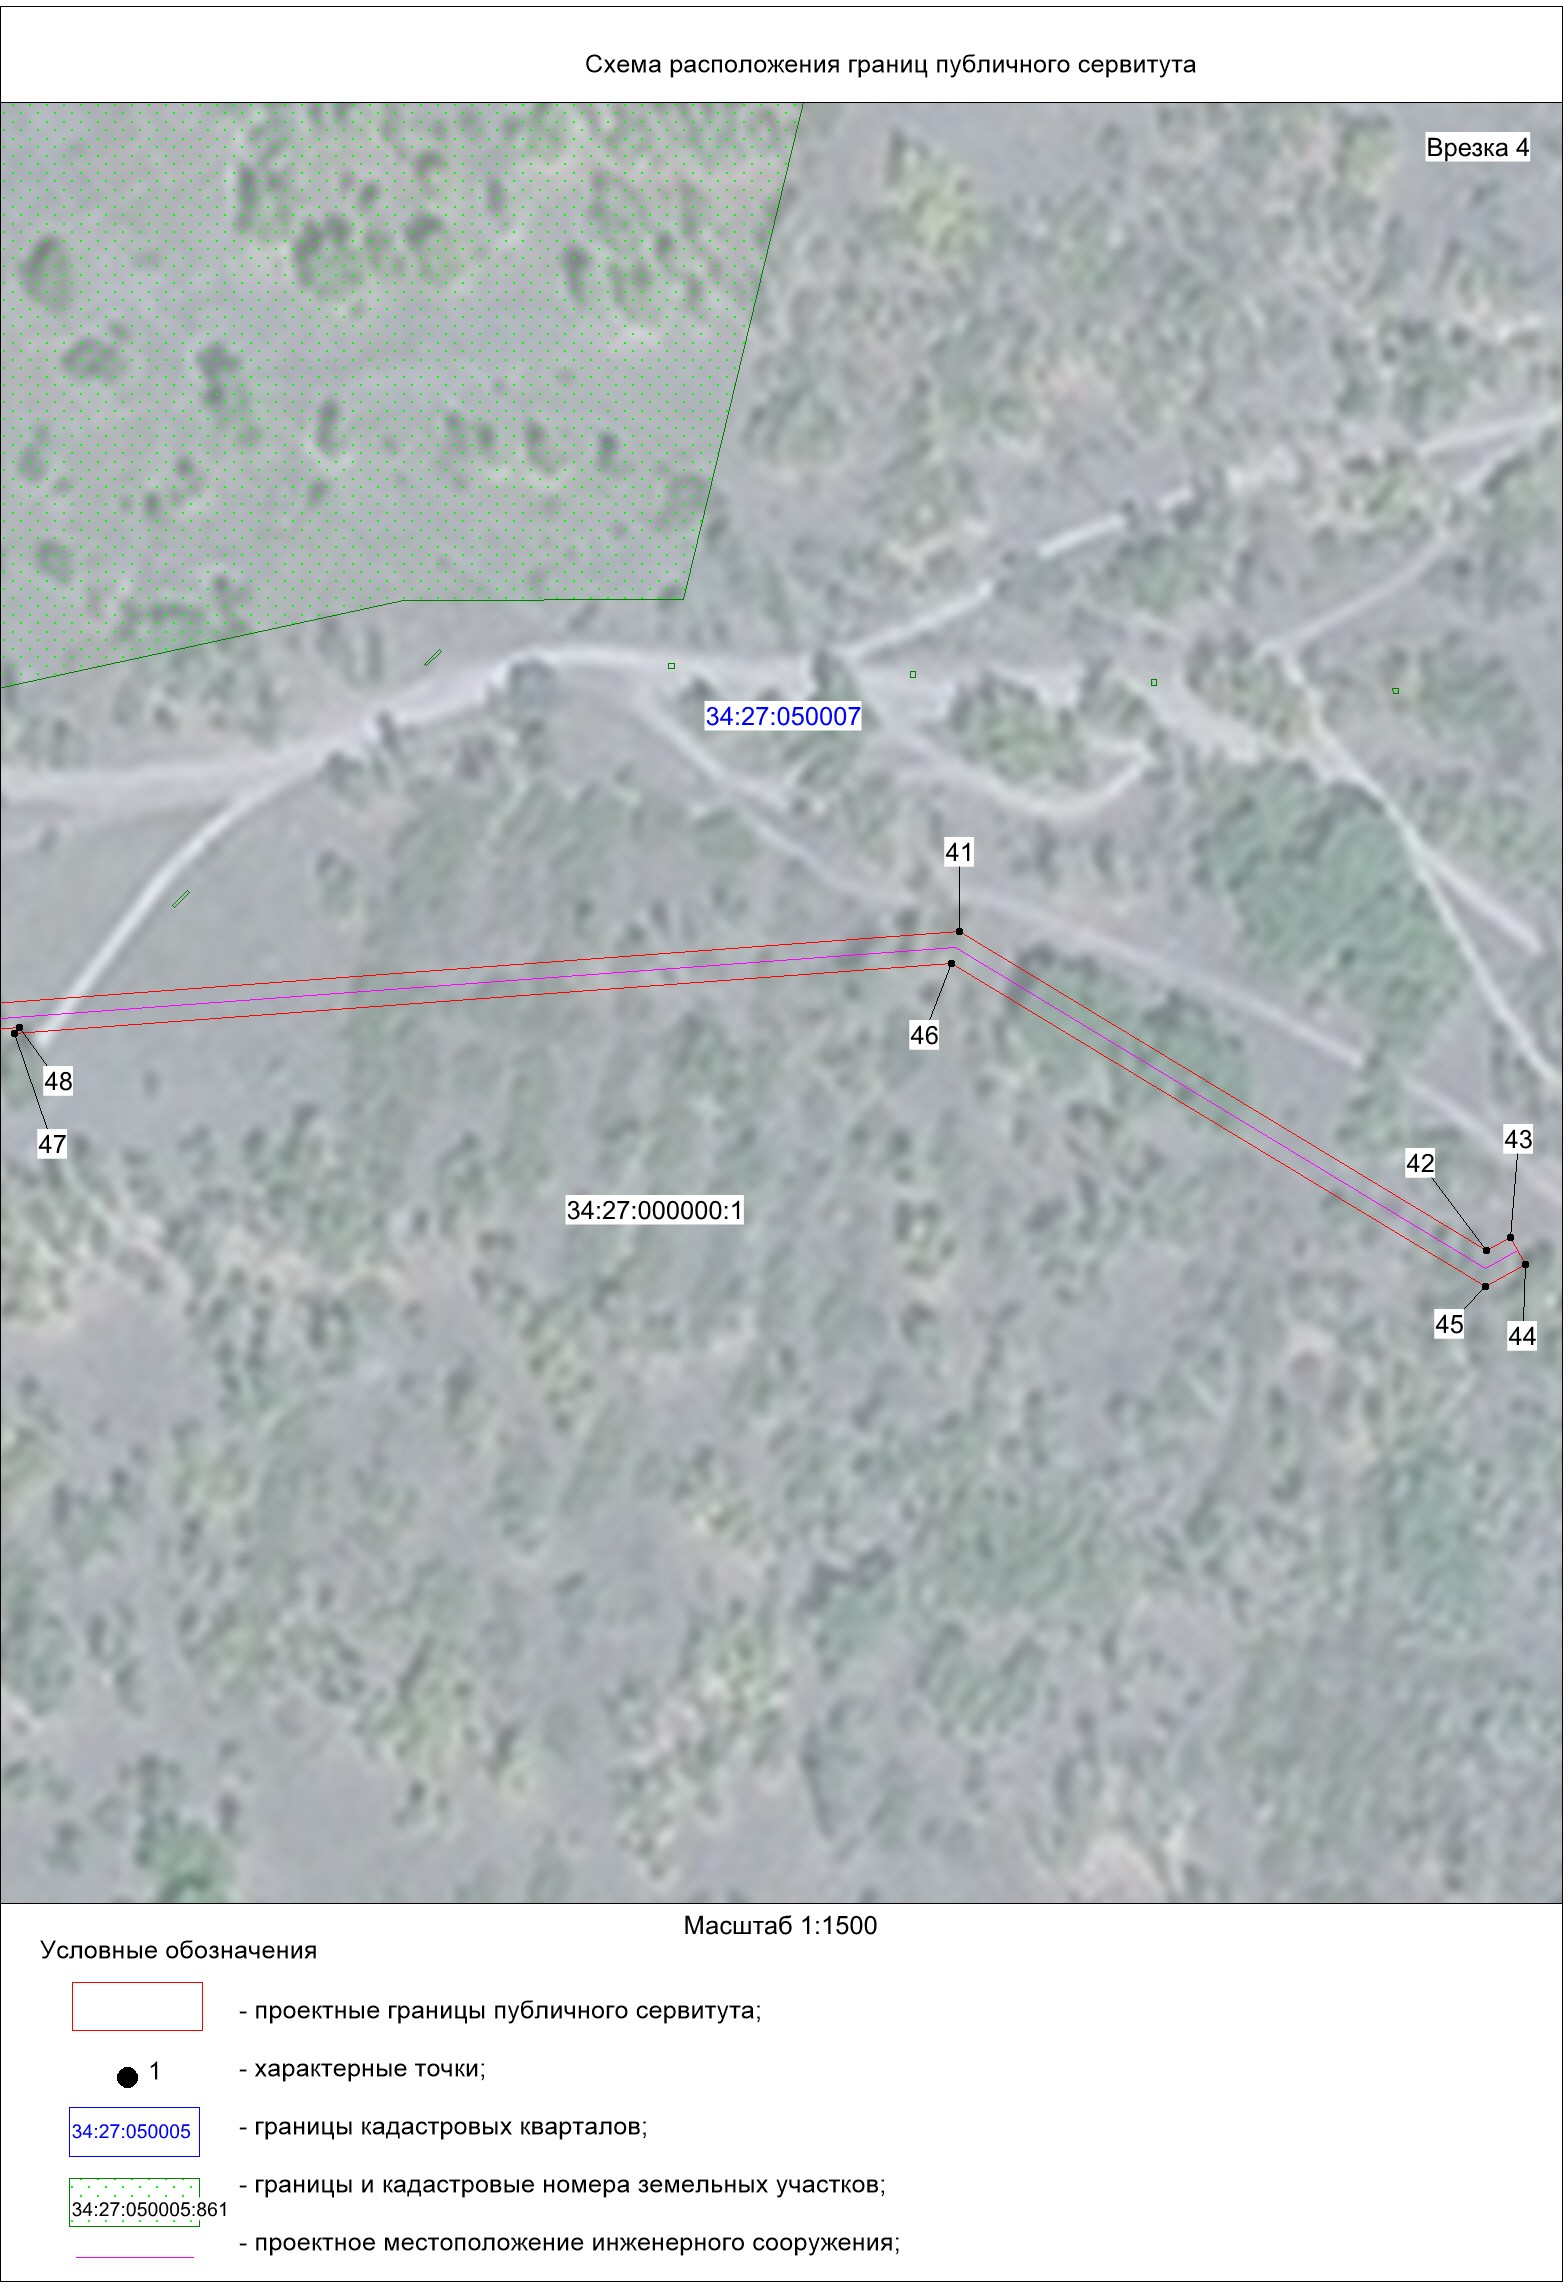 Схема расположения границ публичного сервитута
Врезка 4
34:27:050007
41
46
48
47
43
42
34:27:000000:1
45
44
Масштаб 1:1500
Условные обозначения
- проектные границы публичного сервитута;
1 - характерные точки;
34:27:050005 - границы кадастровых кварталов;
- границы и кадастровые номера земельных участков;
34:27:050005:861
- проектное местоположение инженерного сооружения;